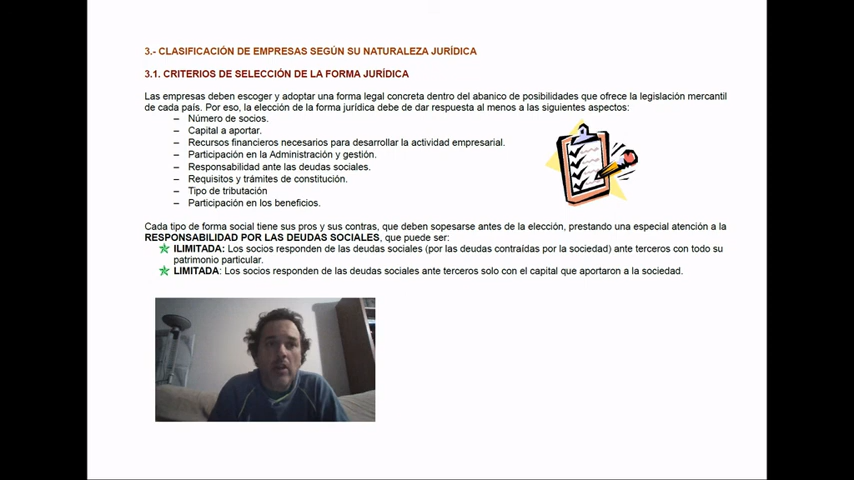 3.- CLASIFICACIÓN DE EMPRESAS SEGÚN SU NATURALEZA JURÍDICA
3.1. CRITERIOS DE SELECCIÓN DE LA FORMA JURÍDICA
Las empresas deben escoger y adoptar una forma legal concreta dentro del abanico de posibilidades que ofrece la legislación mercantil
de cada país. Por eso, la elección de la forma jurídica debe de dar respuesta al menos a las siguientes aspectos:
– Número de socios.
– Capital a aportar.
– Recursos financieros necesarios para desarrollar la actividad empresarial.
– Participación en la Administración y gestión.
– Responsabilidad ante las deudas sociales.
– Requisitos y trámites de constitución.
– Tipo de tributación
– Participación en los beneficios.
Cada tipo de forma social tiene sus pros y sus contras, que deben sopesarse antes de la elección, prestando una especial atención a la
RESPONSABILIDAD POR LAS DEUDAS SOCIALES, que puede ser:
ILIMITADA: Los socios responden de las deudas sociales (por las deudas contraídas por la sociedad) ante terceros con todo su
patrimonio particular.
LIMITADA: Los socios responden de las deudas sociales ante terceros solo con el capital que aportaron a la sociedad.